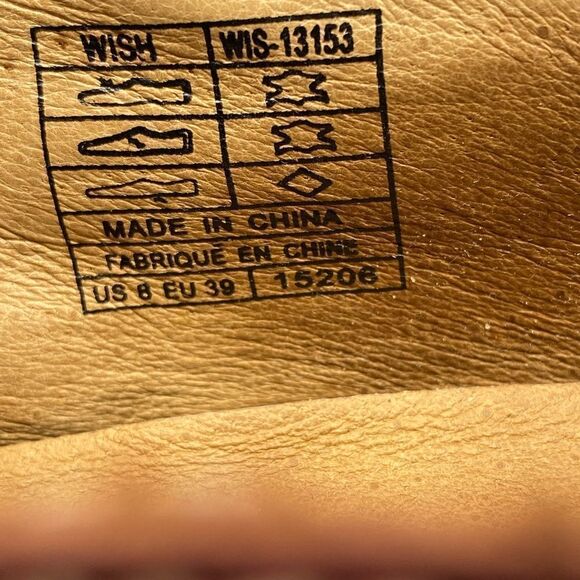 WISH WIS-13153
MADE IN CHINA
FABRIQUÉ EN CHINE
US 8 EU 39 15206